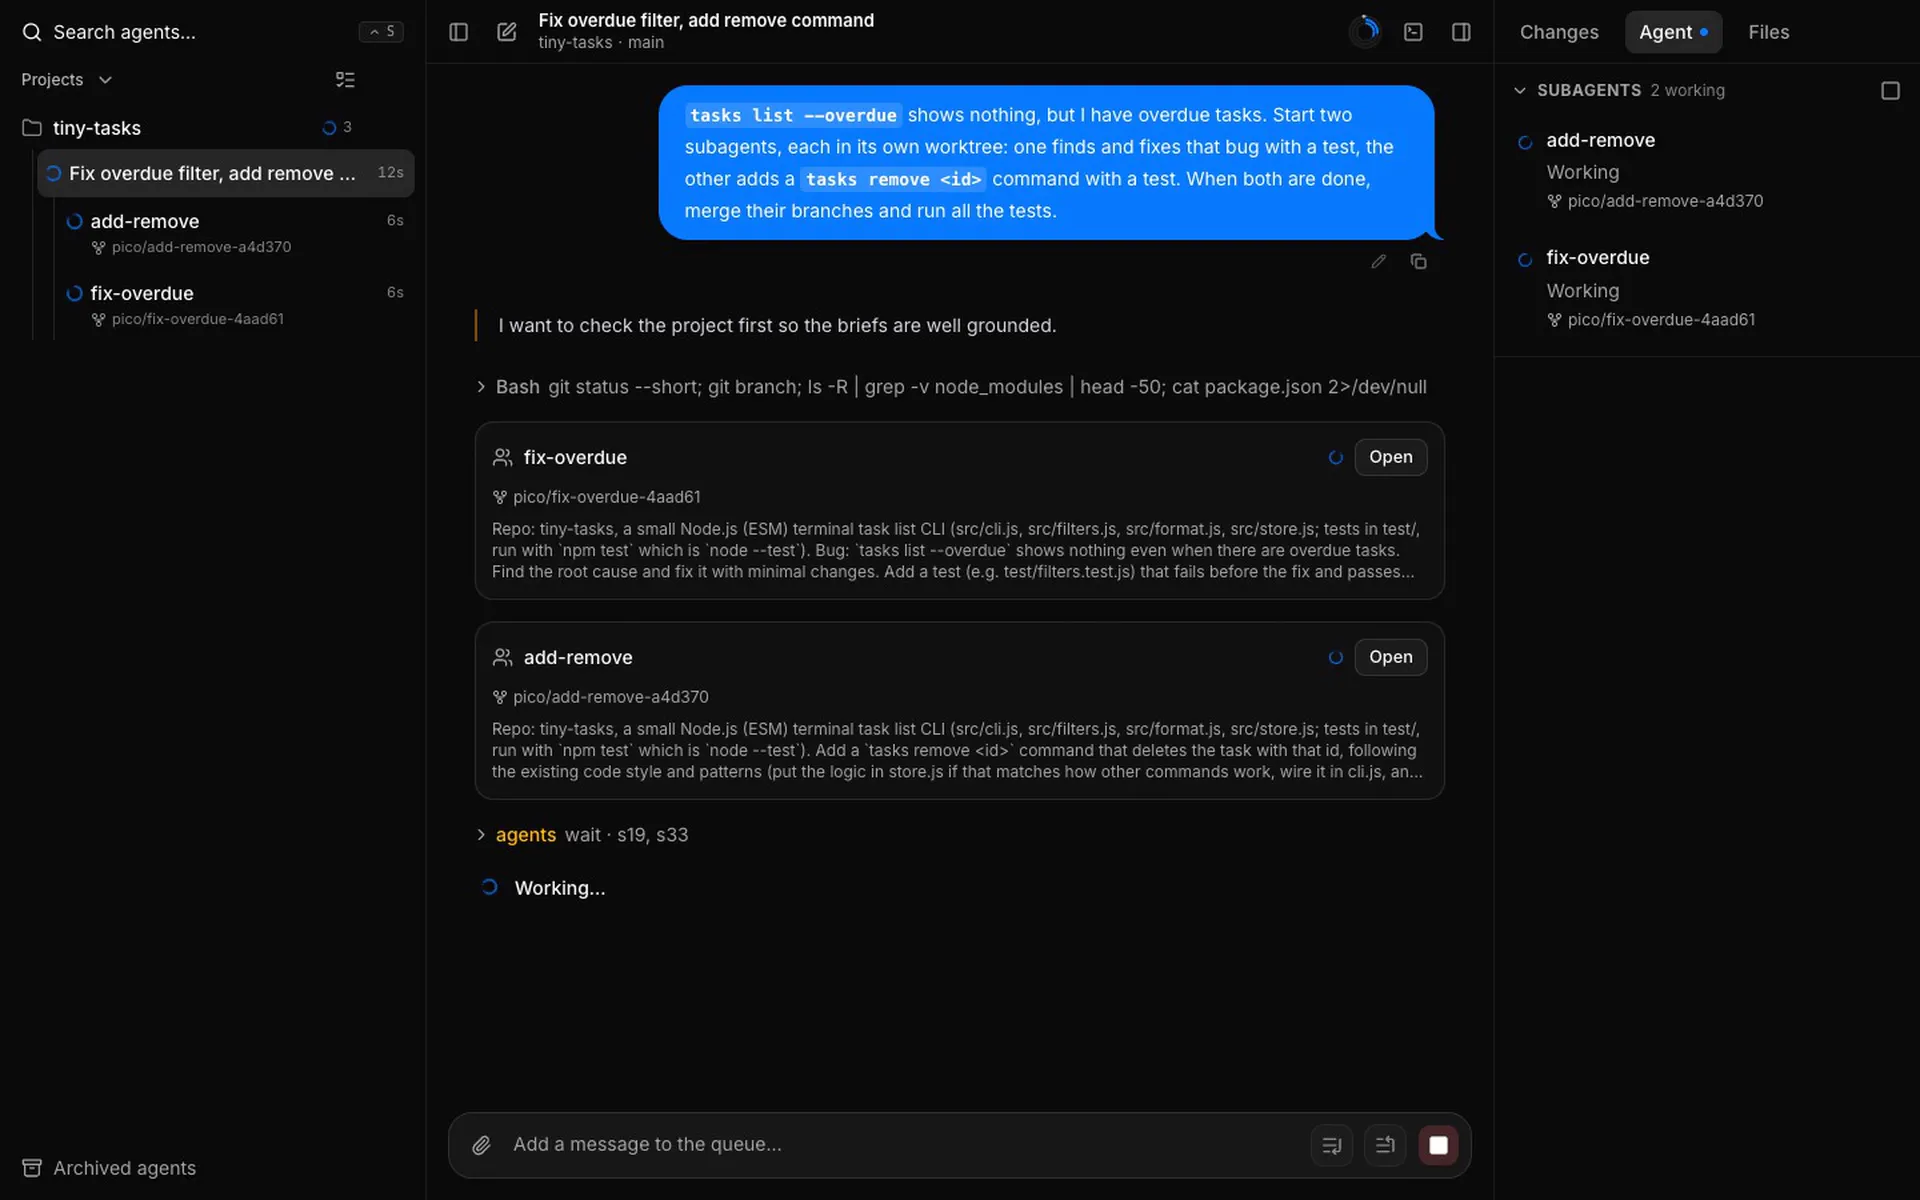 Search agents...
^ S
Projects
tiny-tasks
3
Fix overdue filter, add remove ...
12s
add-remove
6s
pico/add-remove-a4d370
fix-overdue
6s
pico/fix-overdue-4aad61
Archived agents
Fix overdue filter, add remove command
tiny-tasks · main
tasks list --overdue shows nothing, but I have overdue tasks. Start two
subagents, each in its own worktree: one finds and fixes that bug with a test, the
other adds a tasks remove <id> command with a test. When both are done,
merge their branches and run all the tests.
I want to check the project first so the briefs are well grounded.
Bash git status --short; git branch; ls -R | grep -v node_modules | head -50; cat package.json 2>/dev/null
fix-overdue
Open
pico/fix-overdue-4aad61
Repo: tiny-tasks, a small Node.js (ESM) terminal task list CLI (src/cli.js, src/filters.js, src/format.js, src/store.js; tests in test/,
run with `npm test` which is `node --test`). Bug: `tasks list --overdue` shows nothing even when there are overdue tasks.
Find the root cause and fix it with minimal changes. Add a test (e.g. test/filters.test.js) that fails before the fix and passes...
add-remove
Open
pico/add-remove-a4d370
Repo: tiny-tasks, a small Node.js (ESM) terminal task list CLI (src/cli.js, src/filters.js, src/format.js, src/store.js; tests in test/,
run with `npm test` which is `node --test`). Add a `tasks remove <id>` command that deletes the task with that id, following
the existing code style and patterns (put the logic in store.js if that matches how other commands work, wire it in cli.js, an...
agents wait · s19, s33
Working...
Add a message to the queue...
Changes
Agent
Files
SUBAGENTS 2 working
add-remove
Working
pico/add-remove-a4d370
fix-overdue
Working
pico/fix-overdue-4aad61